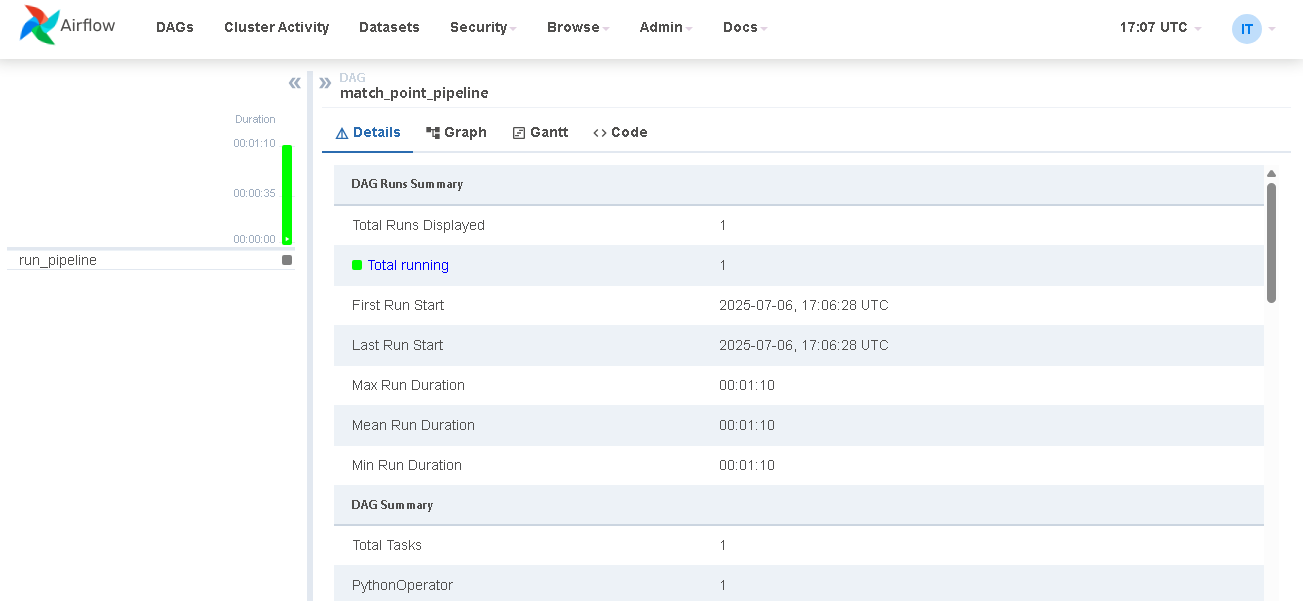 Airflow
DAGs Cluster Activity Datasets Security Browse Admin Docs 17:07 UTC IT
DAG
match_point_pipeline
Duration
00:01:10
00:00:35
00:00:00
run_pipeline
Details Graph Gantt Code
DAG Runs Summary
Total Runs Displayed 1
Total running 1
First Run Start 2025-07-06, 17:06:28 UTC
Last Run Start 2025-07-06, 17:06:28 UTC
Max Run Duration 00:01:10
Mean Run Duration 00:01:10
Min Run Duration 00:01:10
DAG Summary
Total Tasks 1
PythonOperator 1